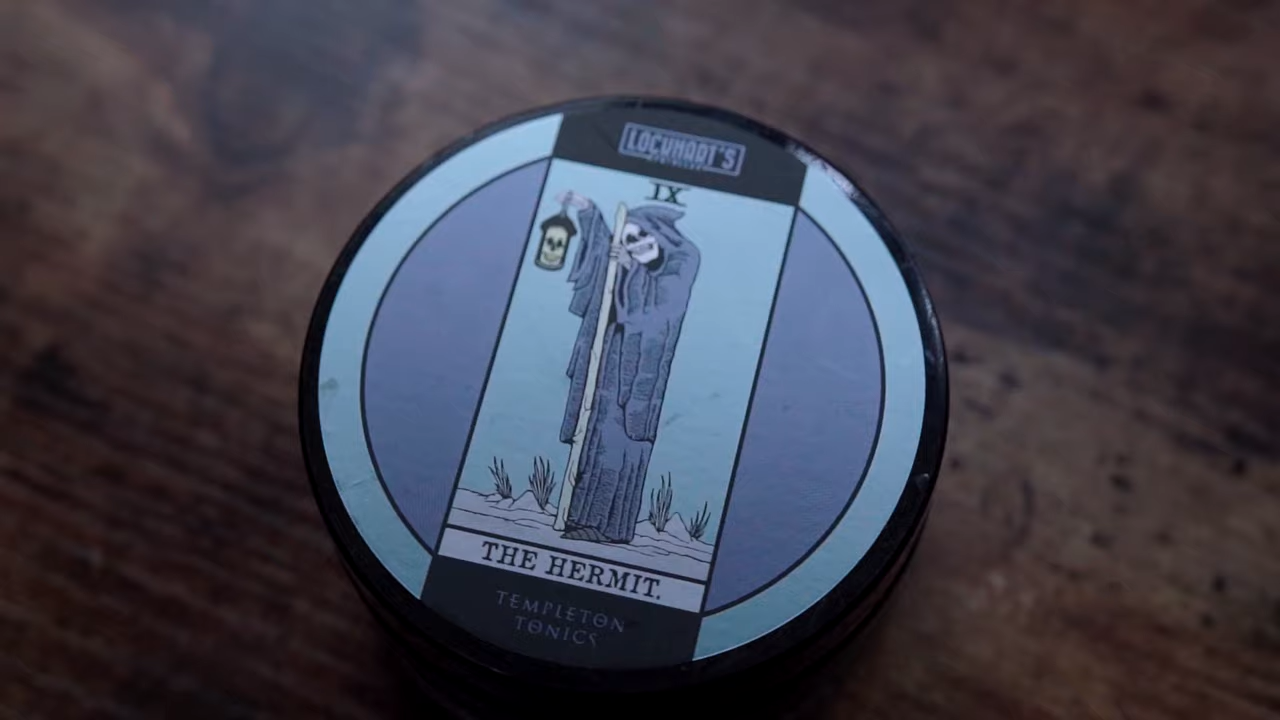 LOCKHART'S
IX
THE HERMIT.
TEMPLETON
TONICS